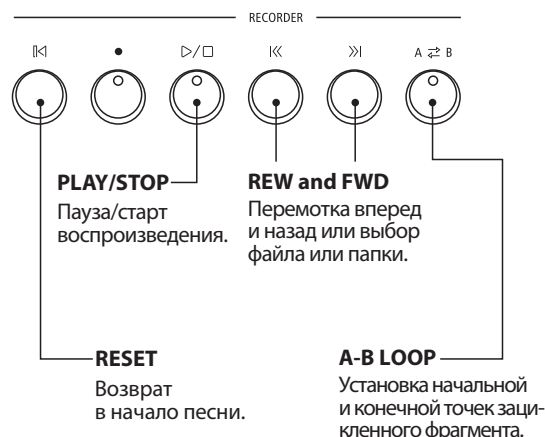 RECORDER
A ⇄ B
PLAY/STOP
Пауза/старт
воспроизведения.
REW and FWD
Перемотка вперед
и назад или выбор
файла или папки.
RESET
Возврат
в начало песни.
A-B LOOP
Установка начальной
и конечной точек заци-
кленного фрагмента.